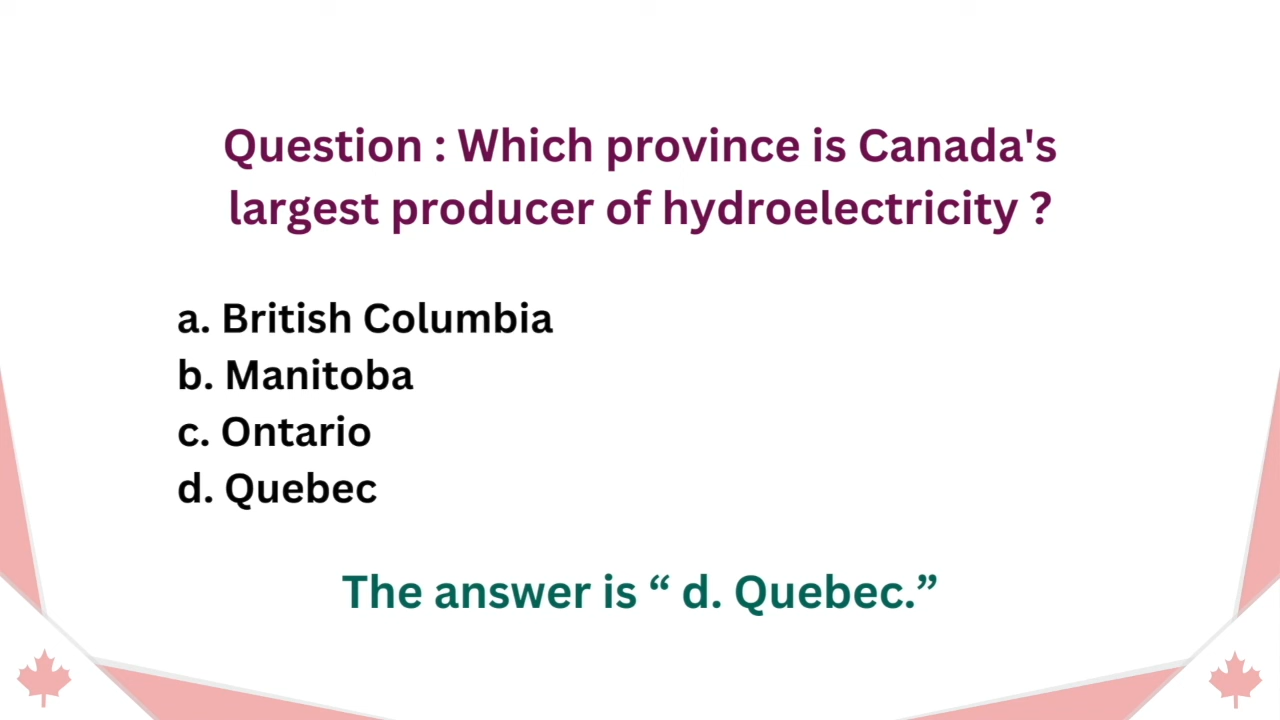 Question : Which province is Canada's
largest producer of hydroelectricity ?
a. British Columbia
b. Manitoba
c. Ontario
d. Quebec
The answer is “ d. Quebec.”